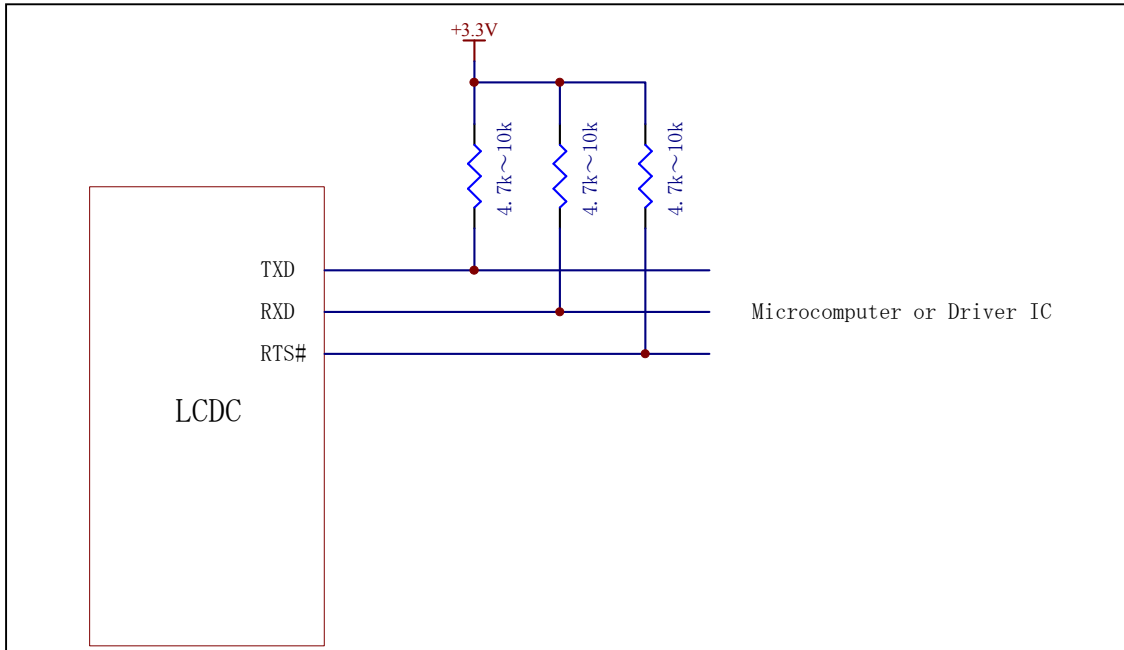 +3.3V
4.7k～10k
4.7k～10k
4.7k～10k
TXD
RXD
Microcomputer or Driver IC
RTS#
LCDC